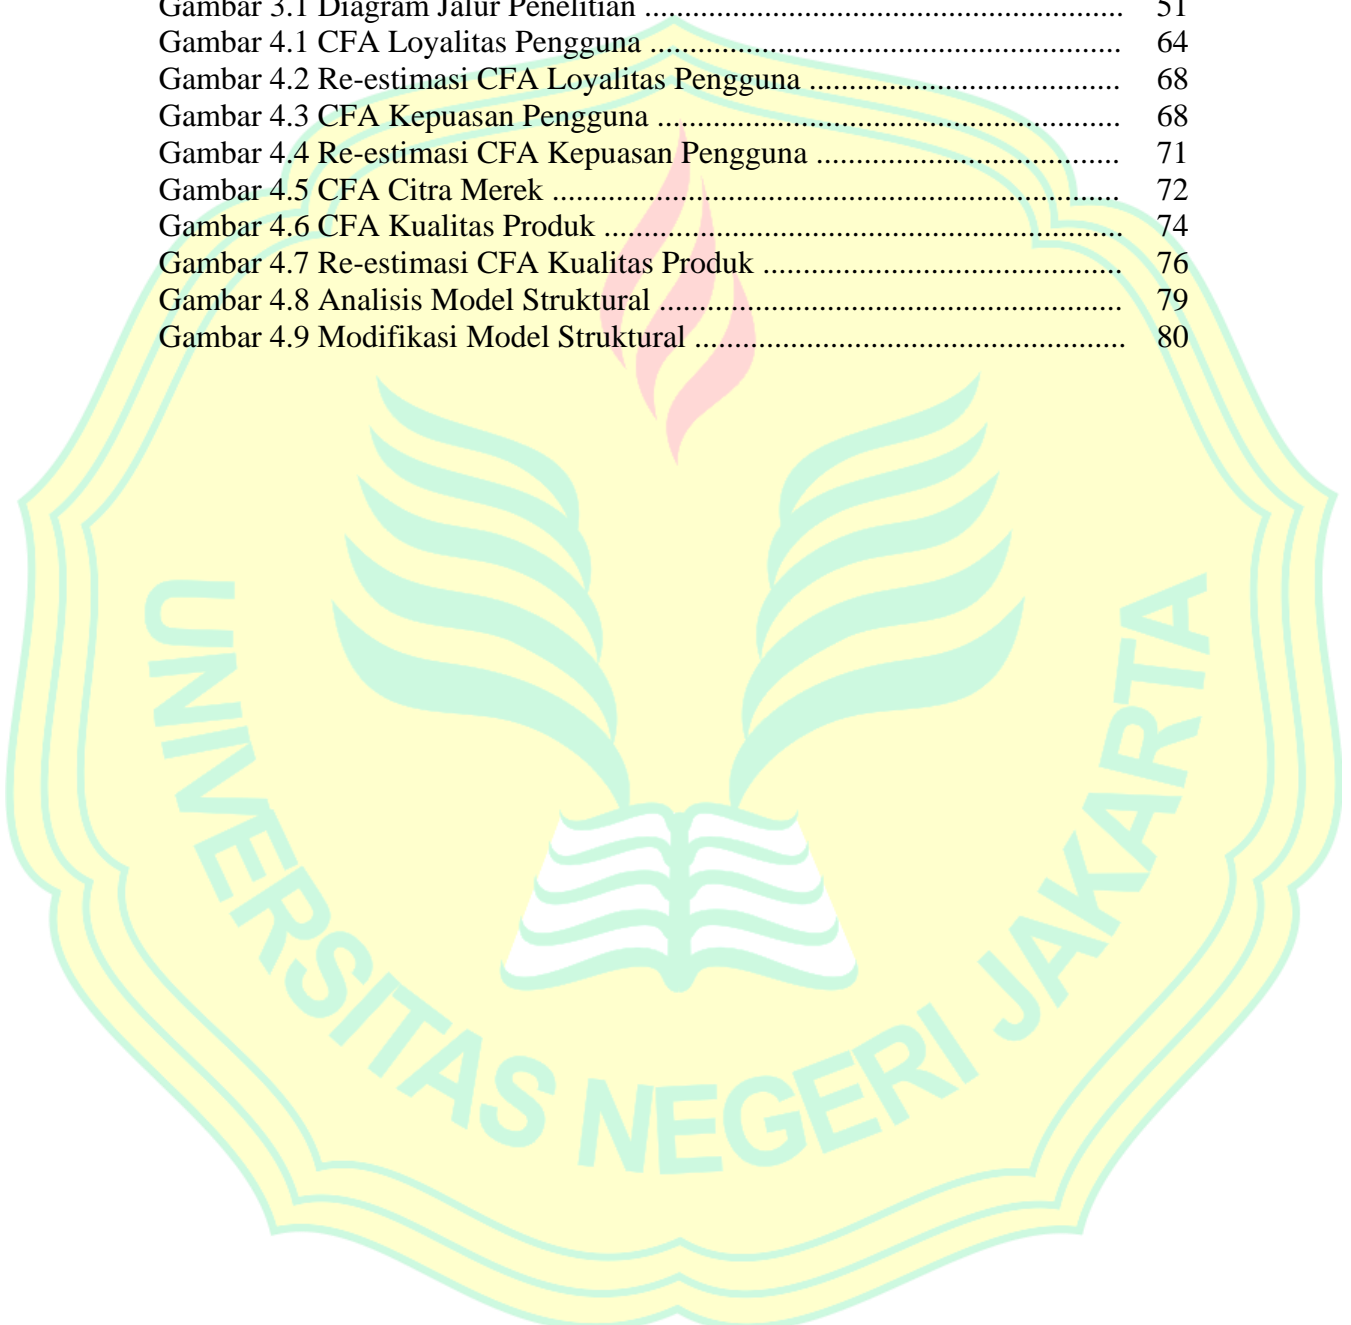 Gambar 3.1 Diagram Jalur Penelitian ............................................................ 51
Gambar 4.1 CFA Loyalitas Pengguna ........................................................... 64
Gambar 4.2 Re-estimasi CFA Loyalitas Pengguna ....................................... 68
Gambar 4.3 CFA Kepuasan Pengguna .......................................................... 68
Gambar 4.4 Re-estimasi CFA Kepuasan Pengguna ...................................... 71
Gambar 4.5 CFA Citra Merek ....................................................................... 72
Gambar 4.6 CFA Kualitas Produk ................................................................. 74
Gambar 4.7 Re-estimasi CFA Kualitas Produk ............................................. 76
Gambar 4.8 Analisis Model Struktural .......................................................... 79
Gambar 4.9 Modifikasi Model Struktural ...................................................... 80
UNIVERSITAS NEGERI JAKARTA